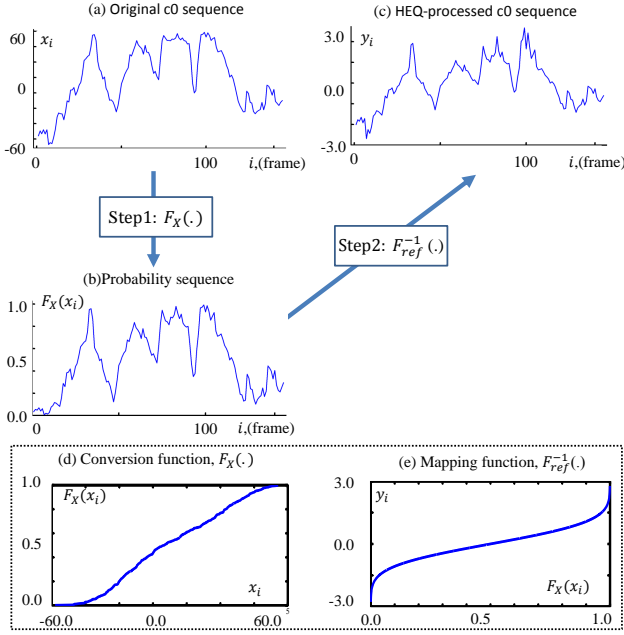 (a) Original c0 sequence
60
x_i
0
-60
0
100
i,(frame)
(c) HEQ-processed c0 sequence
3.0
y_i
0.0
-3.0
0
100
i,(frame)
Step1: F_X(.)
Step2: F_ref^-1(.)
(b)Probability sequence
1.0
F_X(x_i)
0.5
0.0
0
100
i,(frame)
(d) Conversion function, F_X(.)
1.0
F_X(x_i)
0.5
0.0
x_i
-60.0
0.0
60.0
s
(e) Mapping function, F_ref^-1(.)
3.0
y_i
0.0
-3.0
F_X(x_i)
0.0
0.5
1.0